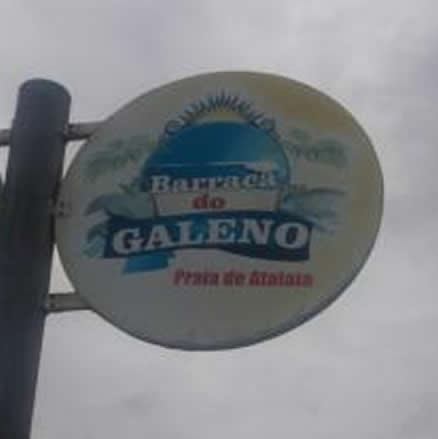 Barraca
do
GALENO
Praia de Atalaia